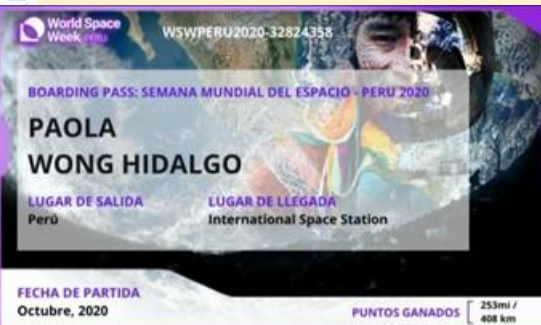 World Space
Week PERÚ
WSWPERU2020-32824358
BOARDING PASS: SEMANA MUNDIAL DEL ESPACIO - PERU 2020
PAOLA
WONG HIDALGO
LUGAR DE SALIDA
Perú
LUGAR DE LLEGADA
International Space Station
FECHA DE PARTIDA
Octubre, 2020
PUNTOS GANADOS
253mi /
408 km